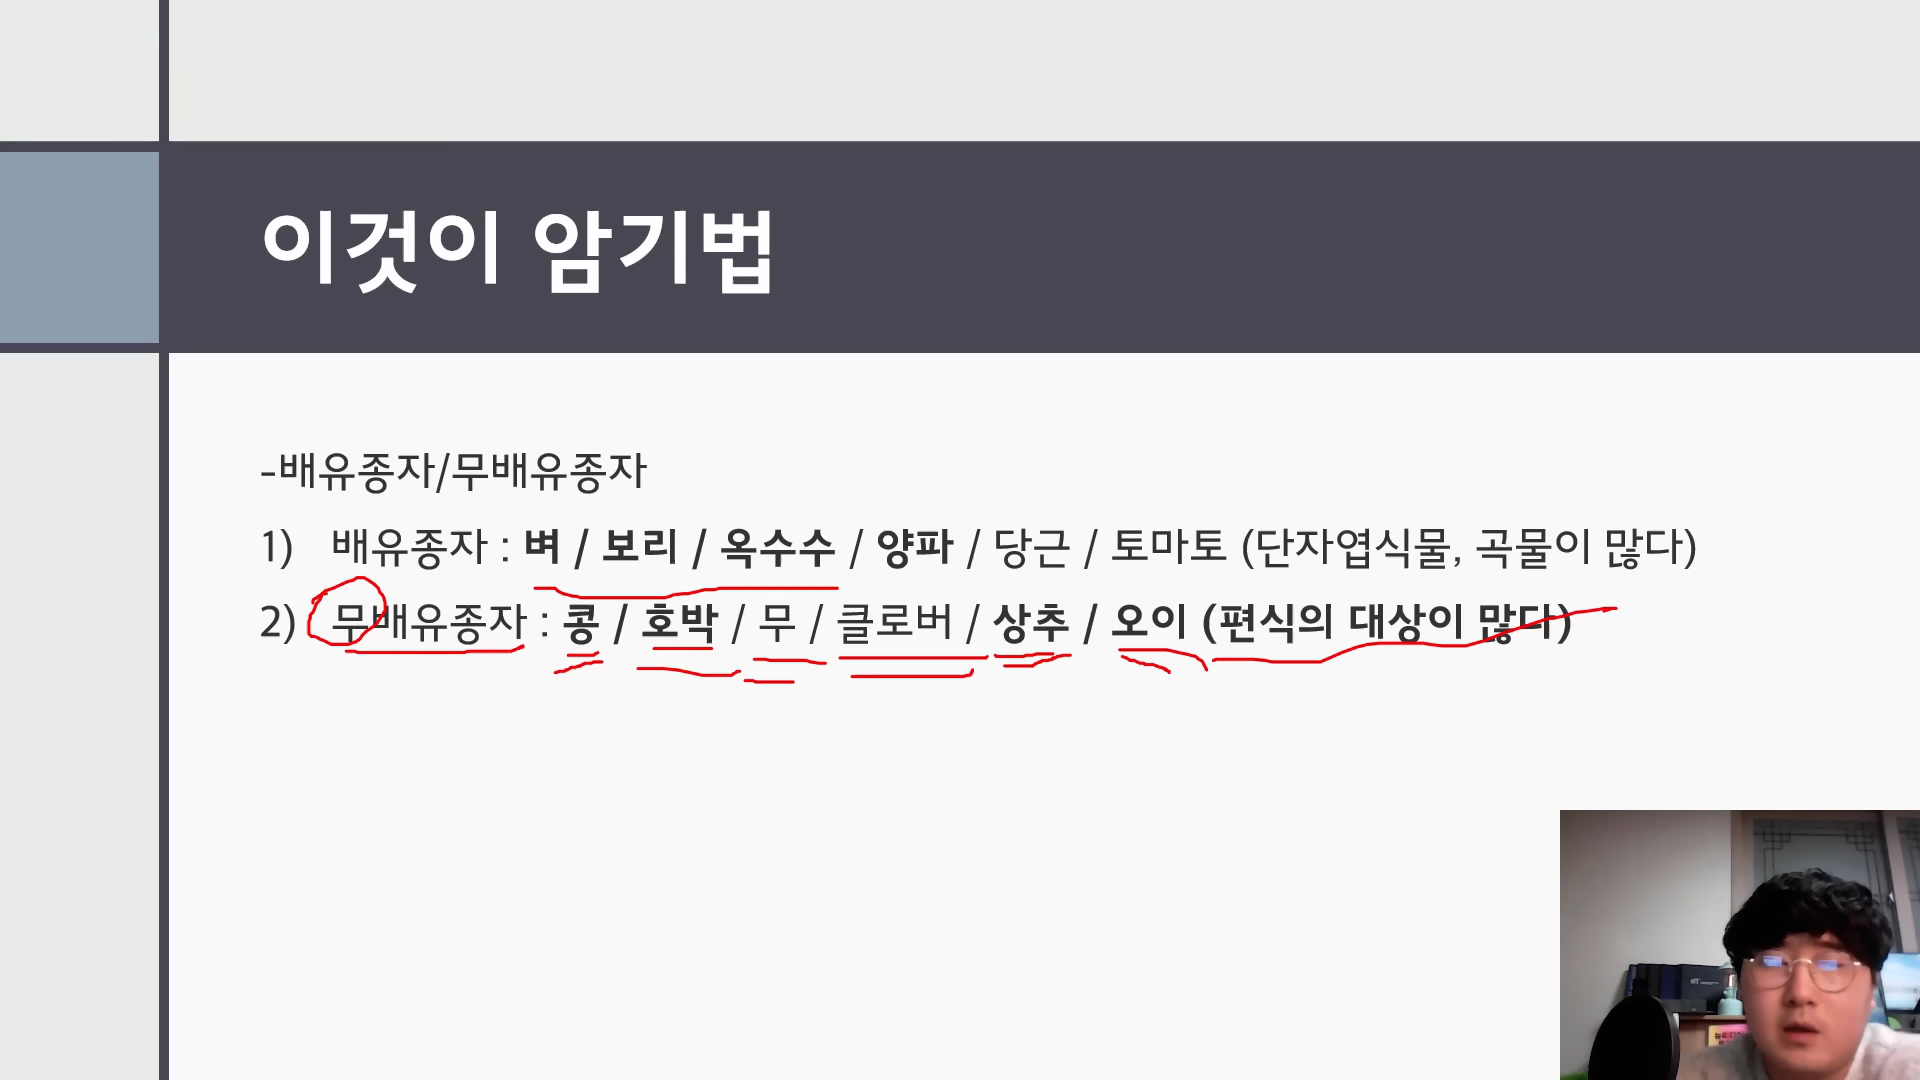 이것이 암기법
-배유종자/무배유종자
1) 배유종자 : 벼 / 보리 / 옥수수 / 양파 / 당근 / 토마토 (단자엽식물, 곡물이 많다)
2) 무배유종자 : 콩 / 호박 / 무 / 클로버 / 상추 / 오이 (편식의 대상이 많다)